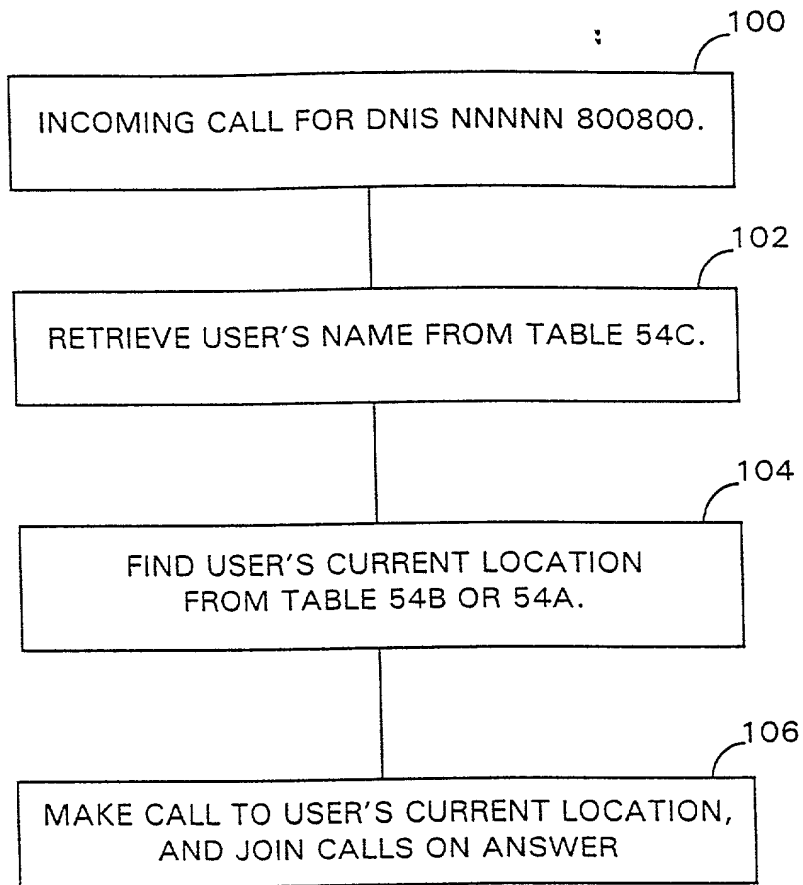 100
INCOMING CALL FOR DNIS NNNNN 800800.
102
RETRIEVE USER'S NAME FROM TABLE 54C.
104
FIND USER'S CURRENT LOCATION
FROM TABLE 54B OR 54A.
106
MAKE CALL TO USER'S CURRENT LOCATION,
AND JOIN CALLS ON ANSWER